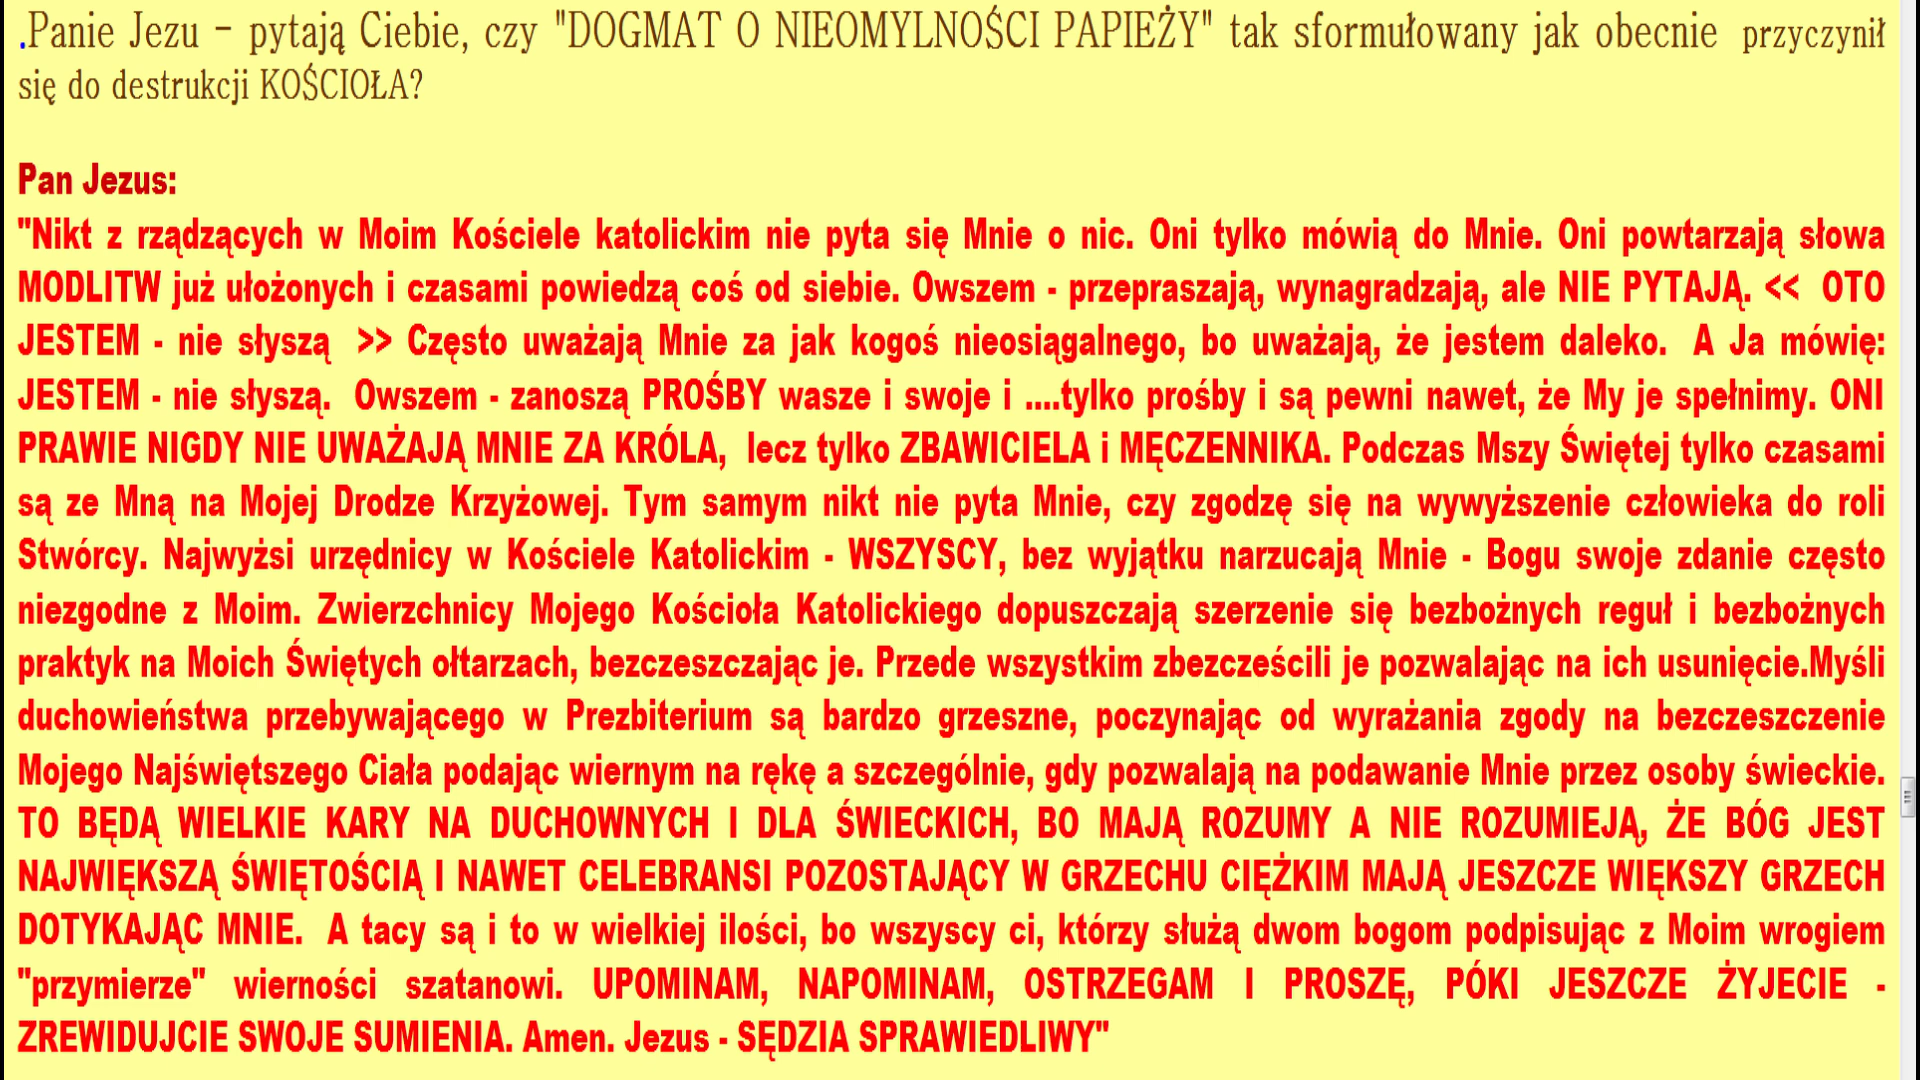 .Panie Jezu – pytają Ciebie, czy "DOGMAT O NIEOMYLNOŚCI PAPIEŻY" tak sformułowany jak obecnie przyczynił
się do destrukcji KOŚCIOŁA?
Pan Jezus:
"Nikt z rządzących w Moim Kościele katolickim nie pyta się Mnie o nic. Oni tylko mówią do Mnie. Oni powtarzają słowa
MODLITW już ułożonych i czasami powiedzą coś od siebie. Owszem - przepraszają, wynagradzają, ale NIE PYTAJĄ. << OTO
JESTEM - nie słyszą >> Często uważają Mnie za jak kogoś nieosiągalnego, bo uważają, że jestem daleko. A Ja mówię:
JESTEM - nie słyszą. Owszem - zanoszą PROŚBY wasze i swoje i ....tylko prośby i są pewni nawet, że My je spełnimy. ONI
PRAWIE NIGDY NIE UWAŻAJĄ MNIE ZA KRÓLA, lecz tylko ZBAWICIELA i MĘCZENNIKA. Podczas Mszy Świętej tylko czasami
są ze Mną na Mojej Drodze Krzyżowej. Tym samym nikt nie pyta Mnie, czy zgodzę się na wywyższenie człowieka do roli
Stwórcy. Najwyżsi urzędnicy w Kościele Katolickim - WSZYSCY, bez wyjątku narzucają Mnie - Bogu swoje zdanie często
niezgodne z Moim. Zwierzchnicy Mojego Kościoła Katolickiego dopuszczają szerzenie się bezbożnych reguł i bezbożnych
praktyk na Moich Świętych ołtarzach, bezczeszczając je. Przede wszystkim zbezcześcili je pozwalając na ich usunięcie.Myśli
duchowieństwa przebywającego w Prezbiterium są bardzo grzeszne, poczynając od wyrażania zgody na bezczeszczenie
Mojego Najświętszego Ciała podając wiernym na rękę a szczególnie, gdy pozwalają na podawanie Mnie przez osoby świeckie.
TO BĘDĄ WIELKIE KARY NA DUCHOWNYCH I DLA ŚWIECKICH, BO MAJĄ ROZUMY A NIE ROZUMIEJĄ, ŻE BÓG JEST
NAJWIĘKSZĄ ŚWIĘTOŚCIĄ I NAWET CELEBRANSI POZOSTAJĄCY W GRZECHU CIĘŻKIM MAJĄ JESZCZE WIĘKSZY GRZECH
DOTYKAJĄC MNIE. A tacy są i to w wielkiej ilości, bo wszyscy ci, którzy służą dwom bogom podpisując z Moim wrogiem
"przymierze" wierności szatanowi. UPOMINAM, NAPOMINAM, OSTRZEGAM I PROSZĘ, PÓKI JESZCZE ŻYJECIE -
ZREWIDUJCIE SWOJE SUMIENIA. Amen. Jezus - SĘDZIA SPRAWIEDLIWY"